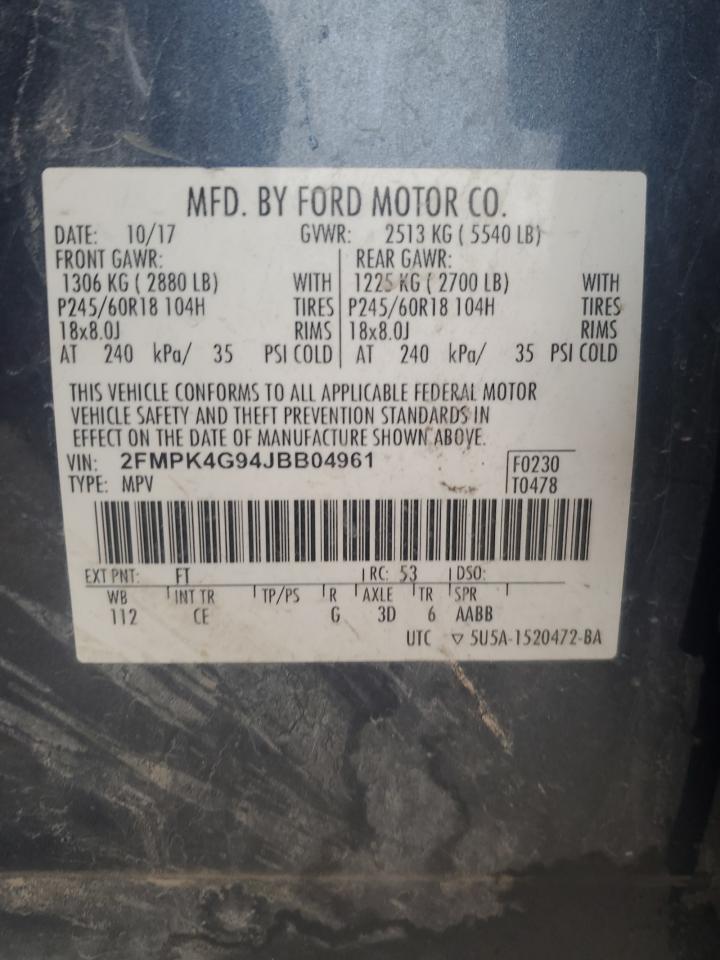 MFD. BY FORD MOTOR CO.
DATE: 10/17 GVWR: 2513 KG ( 5540 LB)
FRONT GAWR: REAR GAWR:
1306 KG ( 2880 LB) WITH 1225 KG ( 2700 LB) WITH
P245/60R18 104H TIRES P245/60R18 104H TIRES
18x8.0J RIMS 18x8.0J RIMS
AT 240 kPa/ 35 PSI COLD AT 240 kPa/ 35 PSI COLD
THIS VEHICLE CONFORMS TO ALL APPLICABLE FEDERAL MOTOR
VEHICLE SAFETY AND THEFT PREVENTION STANDARDS IN
EFFECT ON THE DATE OF MANUFACTURE SHOWN ABOVE.
VIN: 2FMPK4G94JBB04961 F0230
TYPE: MPV T0478
EXT PNT: FT RC: 53 DSO:
WB INT TR TP/PS R AXLE TR SPR
112 CE G 3D 6 AABB
UTC ▽ 5U5A-1520472-BA